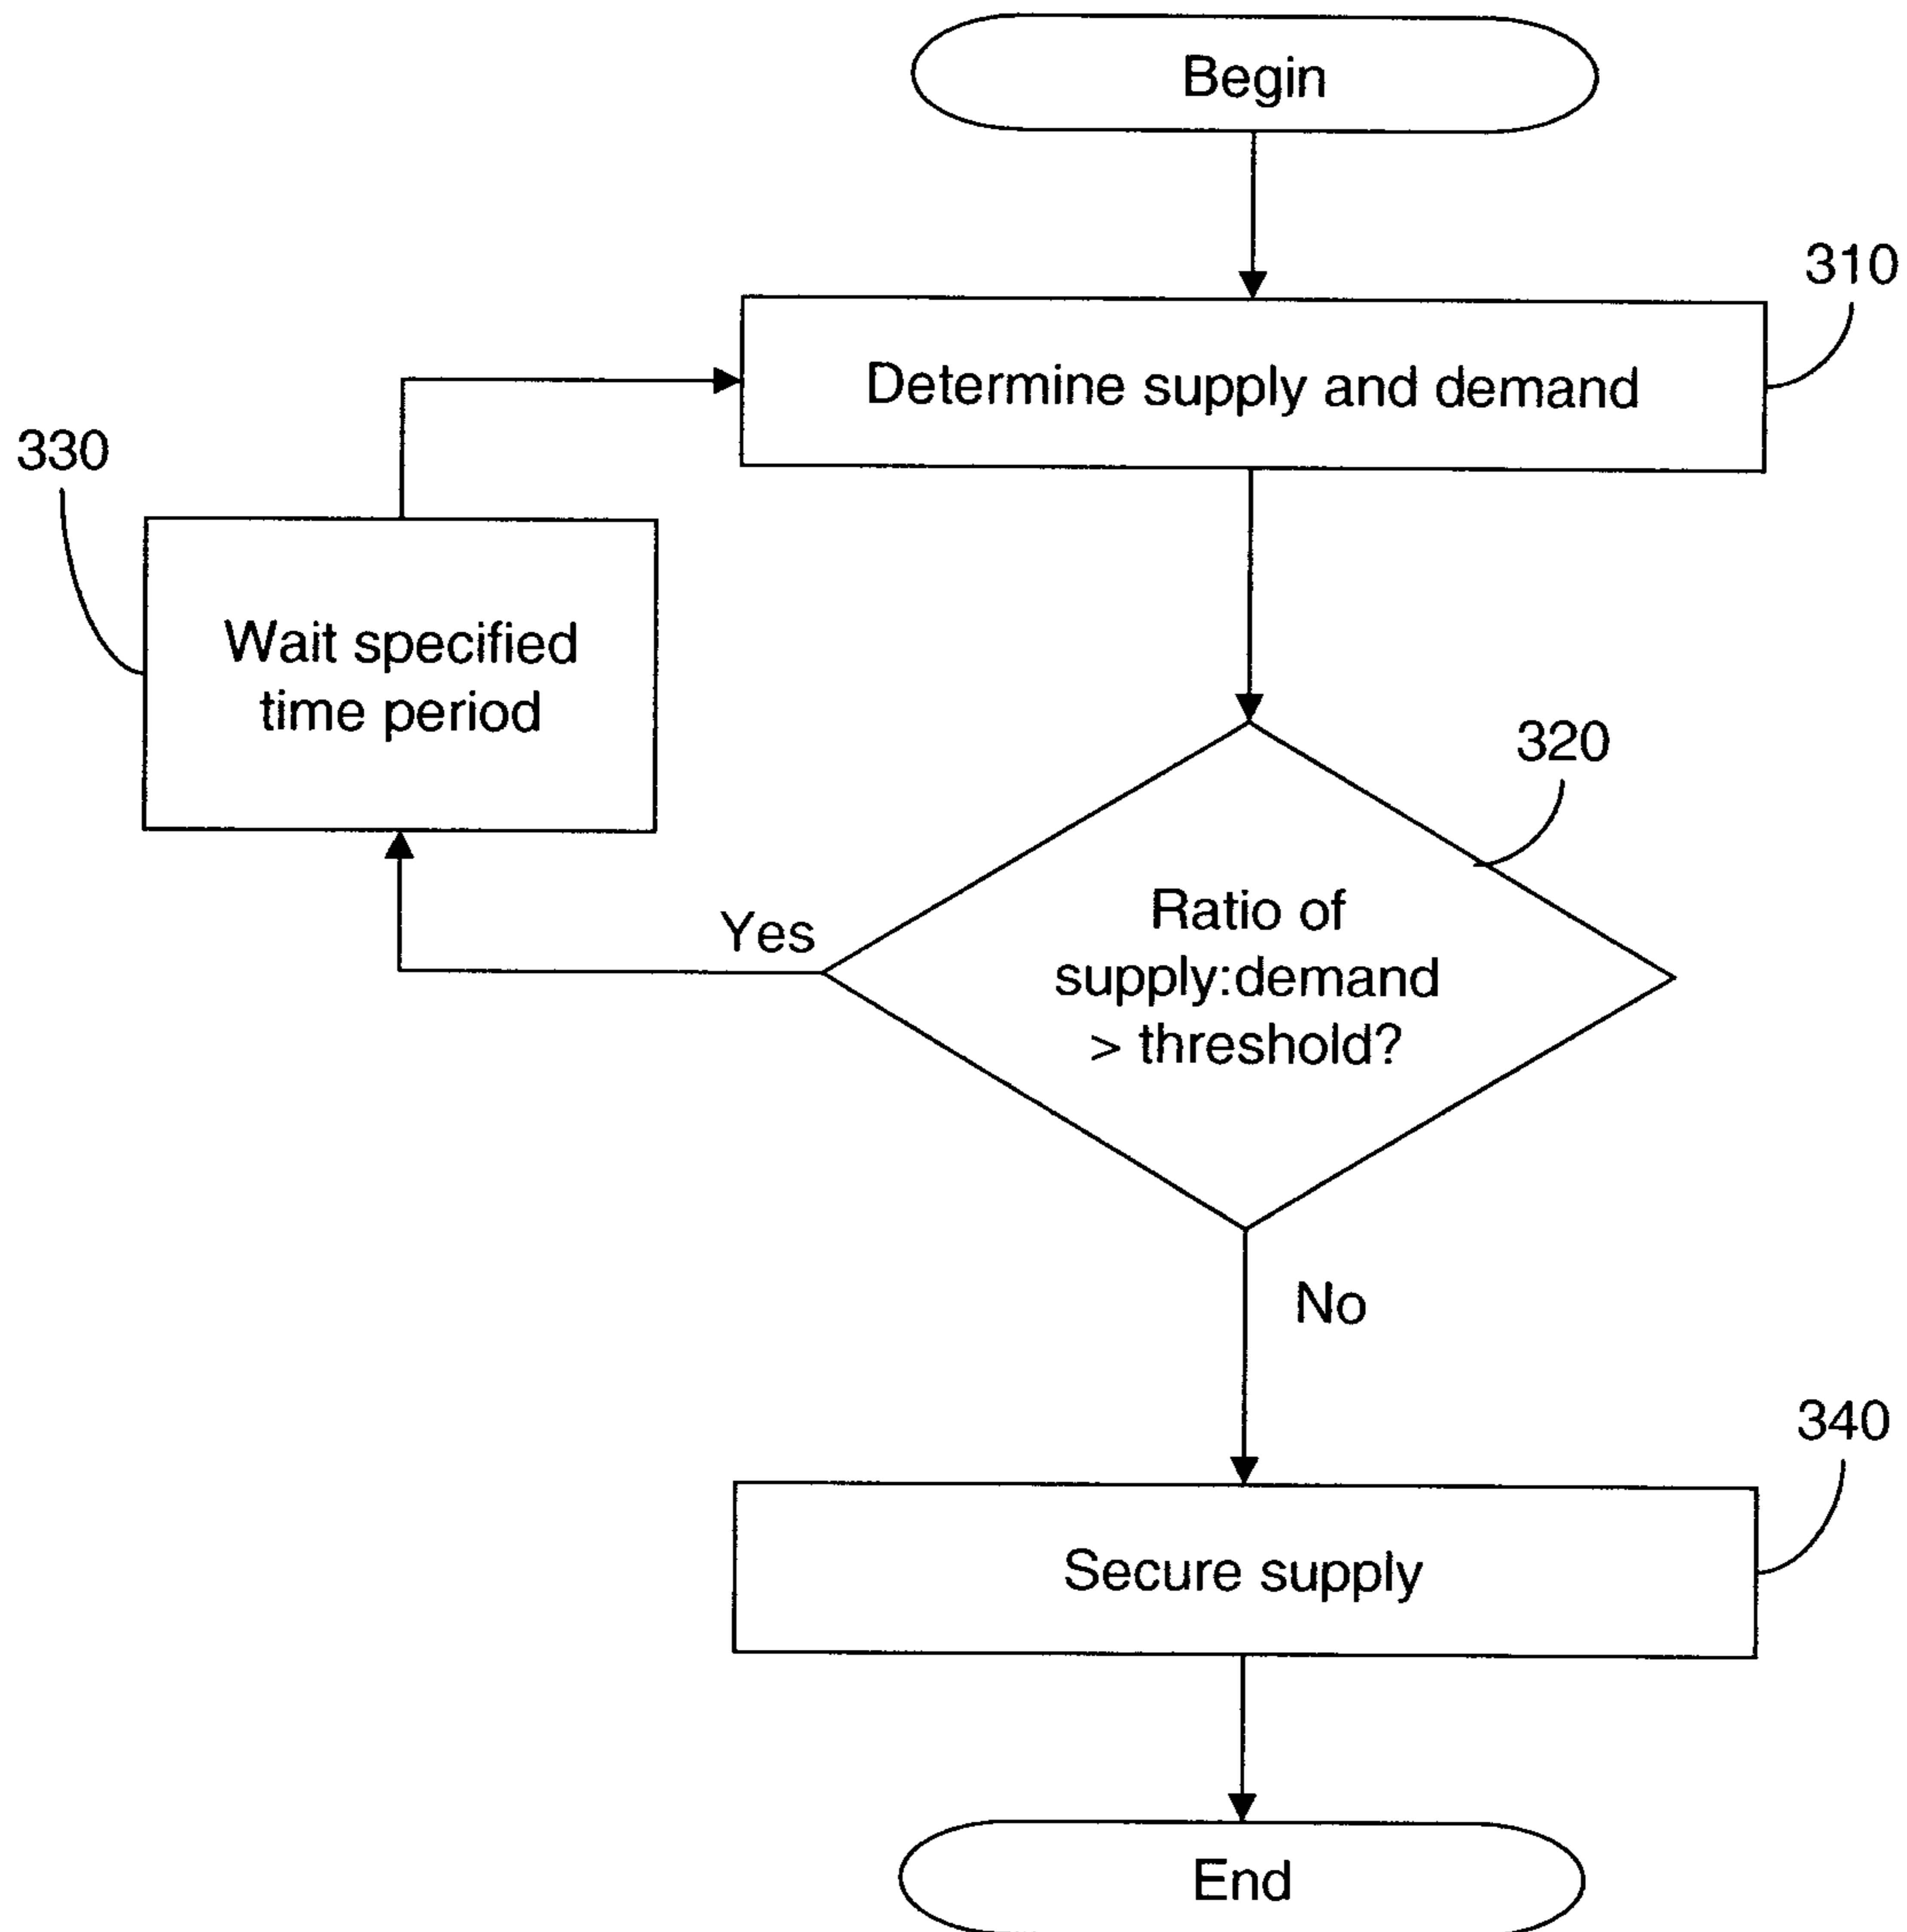 Begin
310
Determine supply and demand
330
Wait specified
time period
320
Ratio of
supply:demand
> threshold?
Yes
No
340
Secure supply
End